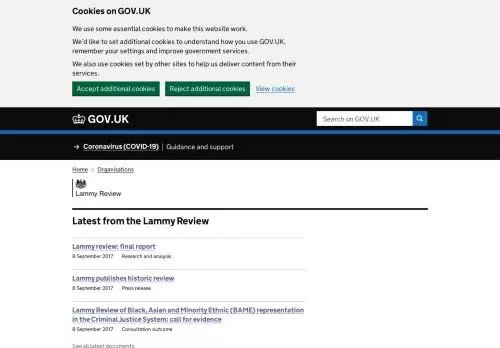 Cookies on GOV.UK
We use some essential cookies to make this website work.
We'd like to set additional cookies to understand how you use GOV.UK,
remember your settings and improve government services.
We also use cookies set by other sites to help us deliver content from their
services.
Accept additional cookies Reject additional cookies View cookies
GOV.UK Search on GOV.UK
→ Coronavirus (COVID-19) Guidance and support
Home > Organisations
Lammy Review
Latest from the Lammy Review
Lammy review: final report
8 September 2017 Research and analysis
Lammy publishes historic review
8 September 2017 Press release
Lammy Review of Black, Asian and Minority Ethnic (BAME) representation
in the Criminal Justice System: call for evidence
8 September 2017 Consultation outcome
See all latest documents